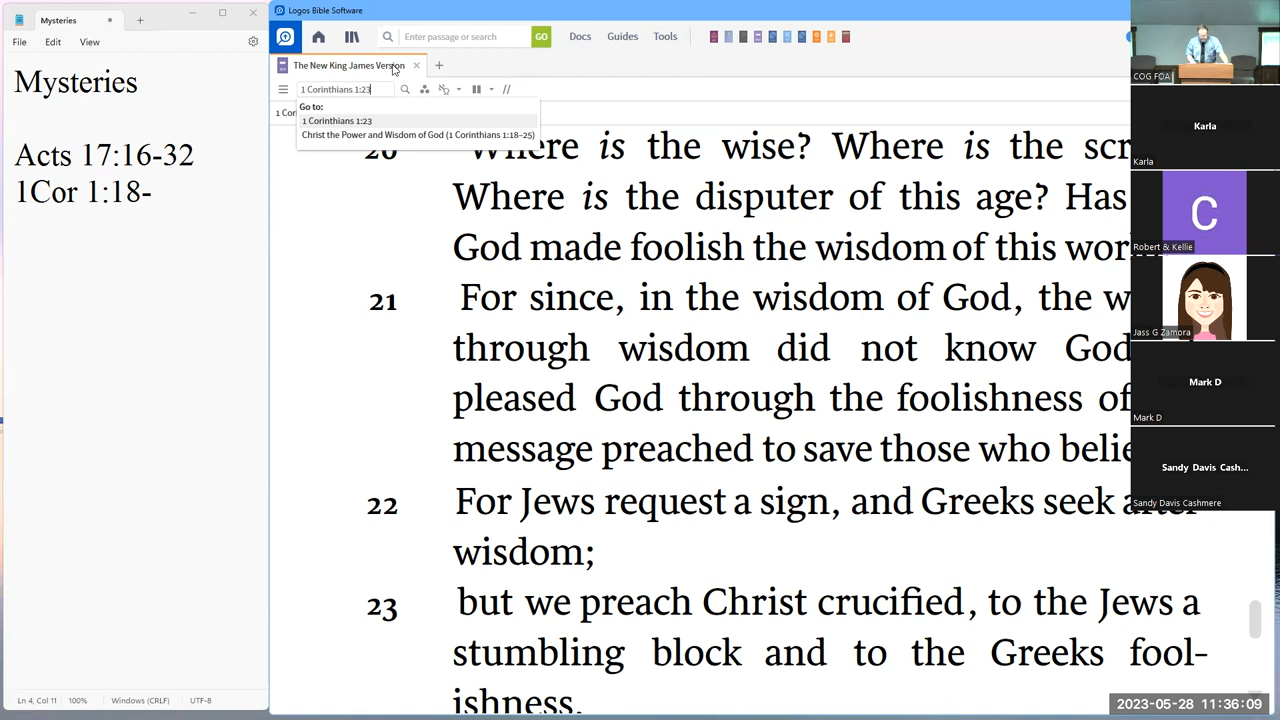 Mysteries
File
Edit
View
Mysteries
Acts 17:16-32
1Cor 1:18-
Ln 4, Col 11
100%
Windows (CRLF)
UTF-8
Logos Bible Software
Enter passage or search
GO
Docs
Guides
Tools
The New King James Version
1 Corinthians 1:23
1 Cor
Go to:
1 Corinthians 1:23
Christ the Power and Wisdom of God (1 Corinthians 1:18–25)
20 Where is the wise? Where is the scr
Where is the disputer of this age? Has
God made foolish the wisdom of this wor
21 For since, in the wisdom of God, the w
through wisdom did not know God
pleased God through the foolishness of
message preached to save those who belie
22 For Jews request a sign, and Greeks seek after
wisdom;
23 but we preach Christ crucified, to the Jews a
stumbling block and to the Greeks fool-
ishness.
COG FOA
Karla
Karla
C
Robert & Kellie
Jass G Zamora
Mark D
Mark D
Sandy Davis Cash...
Sandy Davis Cashmere
2023-05-28 11:36:09